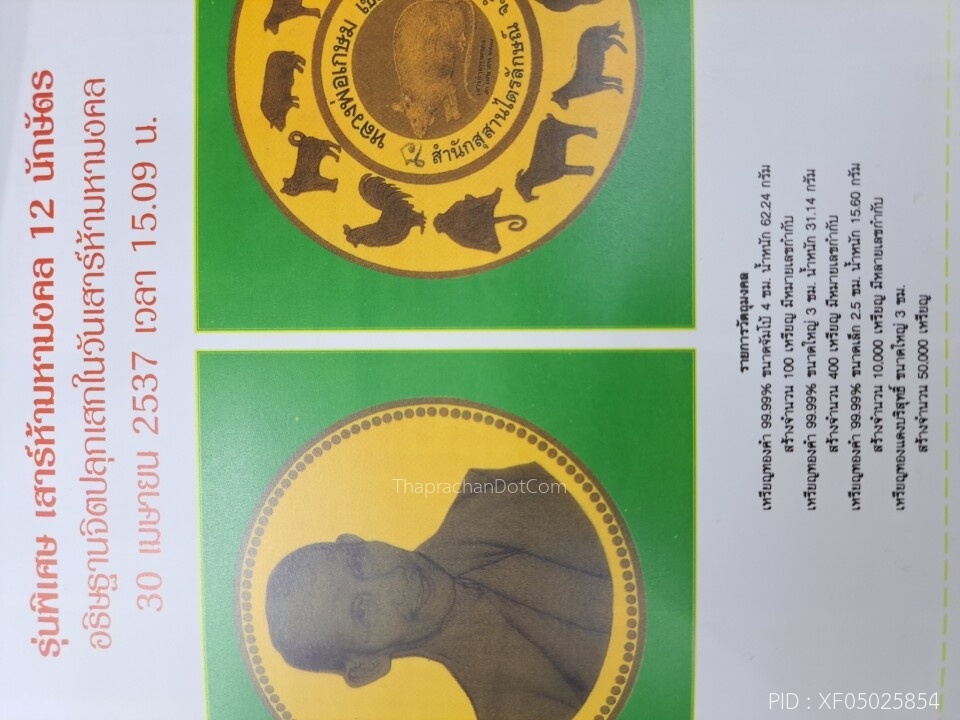 รุ่นพิเศษ เสาร์ห้ามหามงคล 12 นักษัตร
อธิษฐานจิตปลุกเสกในวันเสาร์ห้ามหามงคล
30 เมษายน 2537 เวลา 15.09 น.
หลวงพ่อเกษม
สำนักสุสานไตรลักษณ์
รายการวัตถุมงคล
เหรียญทองคำ 99.99% ขนาดจัมโบ้ 4 ซม. น้ำหนัก 62.24 กรัม
สร้างจำนวน 100 เหรียญ มีหมายเลขกำกับ
เหรียญทองคำ 99.99% ขนาดใหญ่ 3 ซม. น้ำหนัก 31.14 กรัม
สร้างจำนวน 400 เหรียญ มีหมายเลขกำกับ
เหรียญทองคำ 99.99% ขนาดเล็ก 2.5 ซม. น้ำหนัก 15.60 กรัม
สร้างจำนวน 10,000 เหรียญ มีหลายเลขกำกับ
เหรียญทองแดงบริสุทธิ์ ขนาดใหญ่ 3 ซม.
สร้างจำนวน 50,000 เหรียญ
ThaprachanDotCom
PID : XF05025854